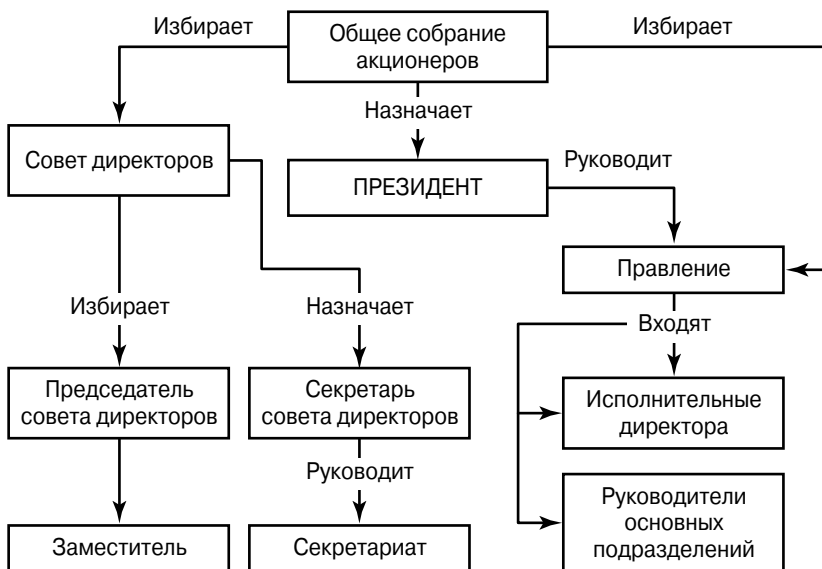 Избирает
Общее собрание
акционеров
Избирает
Назначает
Совет директоров
ПРЕЗИДЕНТ
Руководит
Правление
Избирает
Назначает
Входят
Председатель
совета директоров
Секретарь
совета директоров
Исполнительные
директора
Руководит
Заместитель
Секретариат
Руководители
основных
подразделений